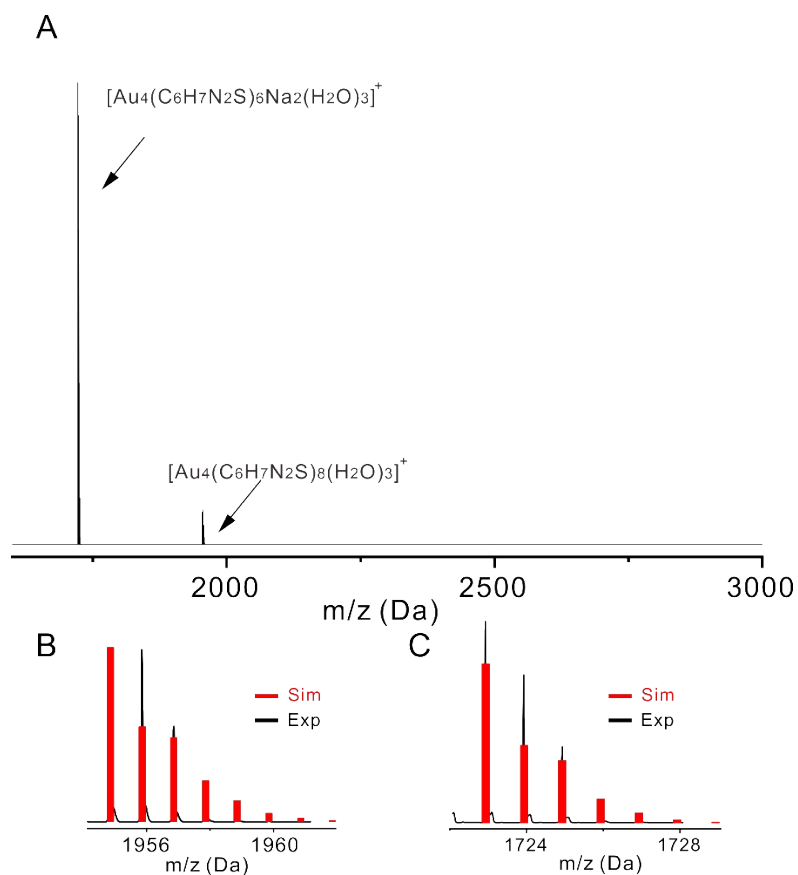 A
[Au4(C6H7N2S)6Na2(H2O)3]+
[Au4(C6H7N2S)8(H2O)3]+
2000 2500 3000
m/z (Da)
B
Sim
Exp
1956 1960
m/z (Da)
C
Sim
Exp
1724 1728
m/z (Da)